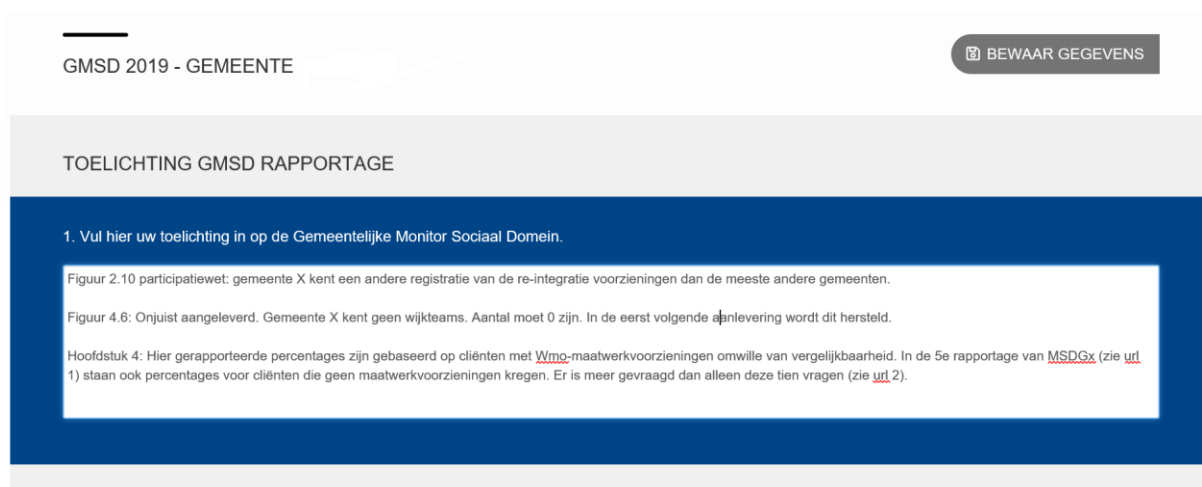 GMSD 2019 - GEMEENTE
BEWAAR GEGEVENS
TOELICHTING GMSD RAPPORTAGE
1. Vul hier uw toelichting in op de Gemeentelijke Monitor Sociaal Domein.
Figuur 2.10 participatiewet: gemeente X kent een andere registratie van de re-integratie voorzieningen dan de meeste andere gemeenten.
Figuur 4.6: Onjuist aangeleverd. Gemeente X kent geen wijkteams. Aantal moet 0 zijn. In de eerst volgende aanlevering wordt dit hersteld.
Hoofdstuk 4: Hier gerapporteerde percentages zijn gebaseerd op cliënten met Wmo-maatwerkvoorzieningen omwille van vergelijkbaarheid. In de 5e rapportage van MSDGx (zie url
1) staan ook percentages voor cliënten die geen maatwerkvoorzieningen kregen. Er is meer gevraagd dan alleen deze tien vragen (zie url 2).